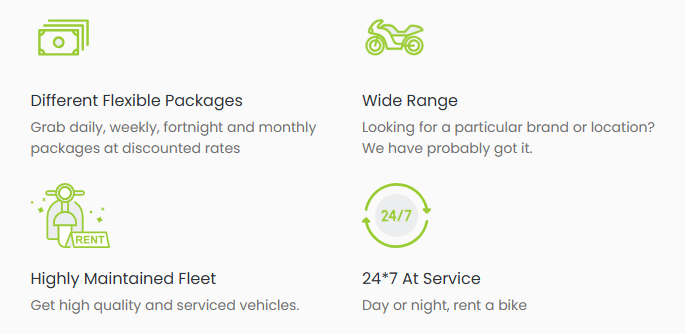 Different Flexible Packages
Grab daily, weekly, fortnight and monthly
packages at discounted rates
Wide Range
Looking for a particular brand or location?
We have probably got it.
RENT
Highly Maintained Fleet
Get high quality and serviced vehicles.
24/7
24*7 At Service
Day or night, rent a bike